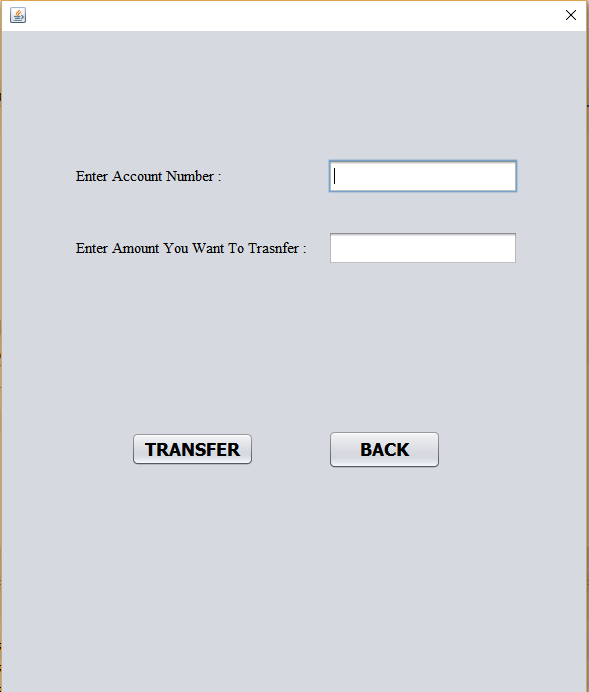 Enter Account Number :
Enter Amount You Want To Trasnfer :
TRANSFER BACK